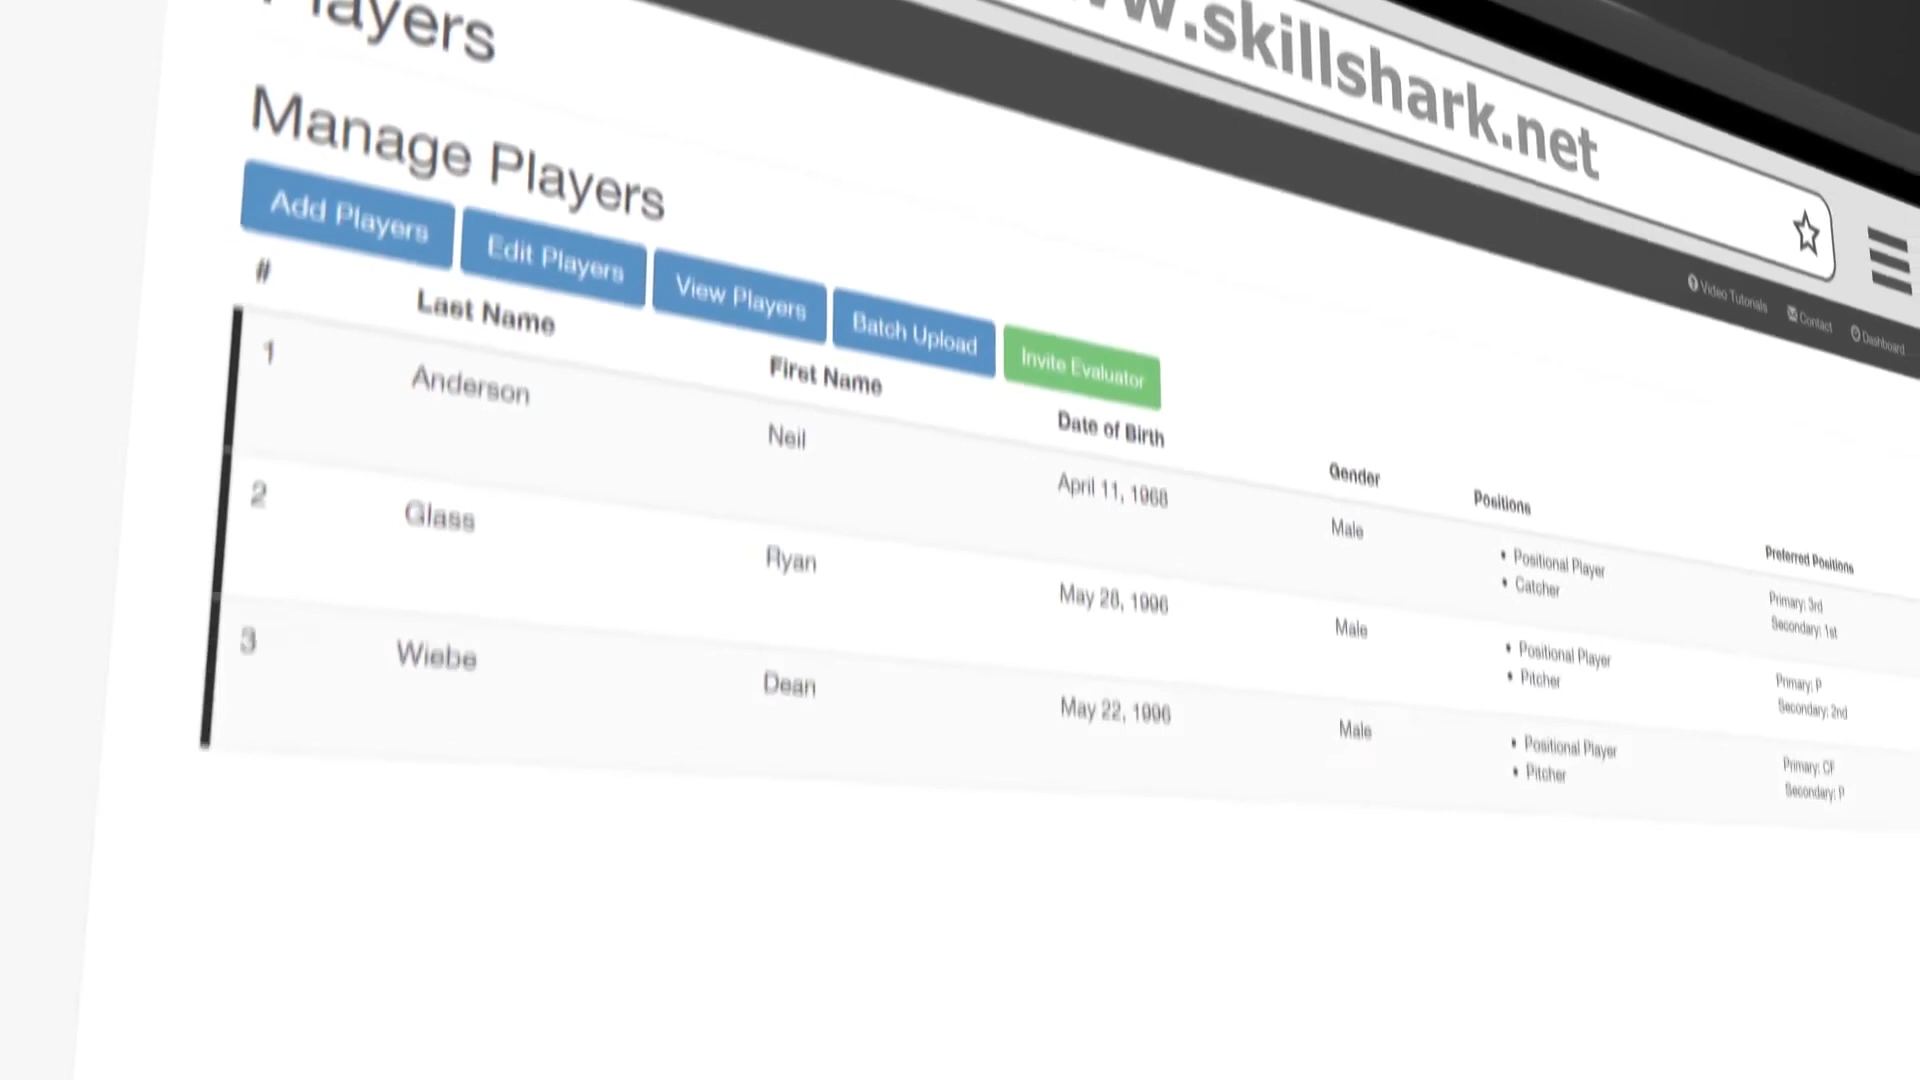 Players
w.skillshark.net
Video Tutorials Contact Dashboard
Manage Players
Add Players Edit Players View Players Batch Upload Invite Evaluator
# Last Name First Name Date of Birth Gender Positions Preferred Positions
1 Anderson Neil April 11, 1968 Male
Positional Player
Catcher
Primary: 3rd
Secondary: 1st
2 Glass Ryan May 28, 1996 Male
Positional Player
Pitcher
Primary: P
Secondary: 2nd
3 Wiebe Dean May 22, 1996 Male
Positional Player
Pitcher
Primary: CF
Secondary: P